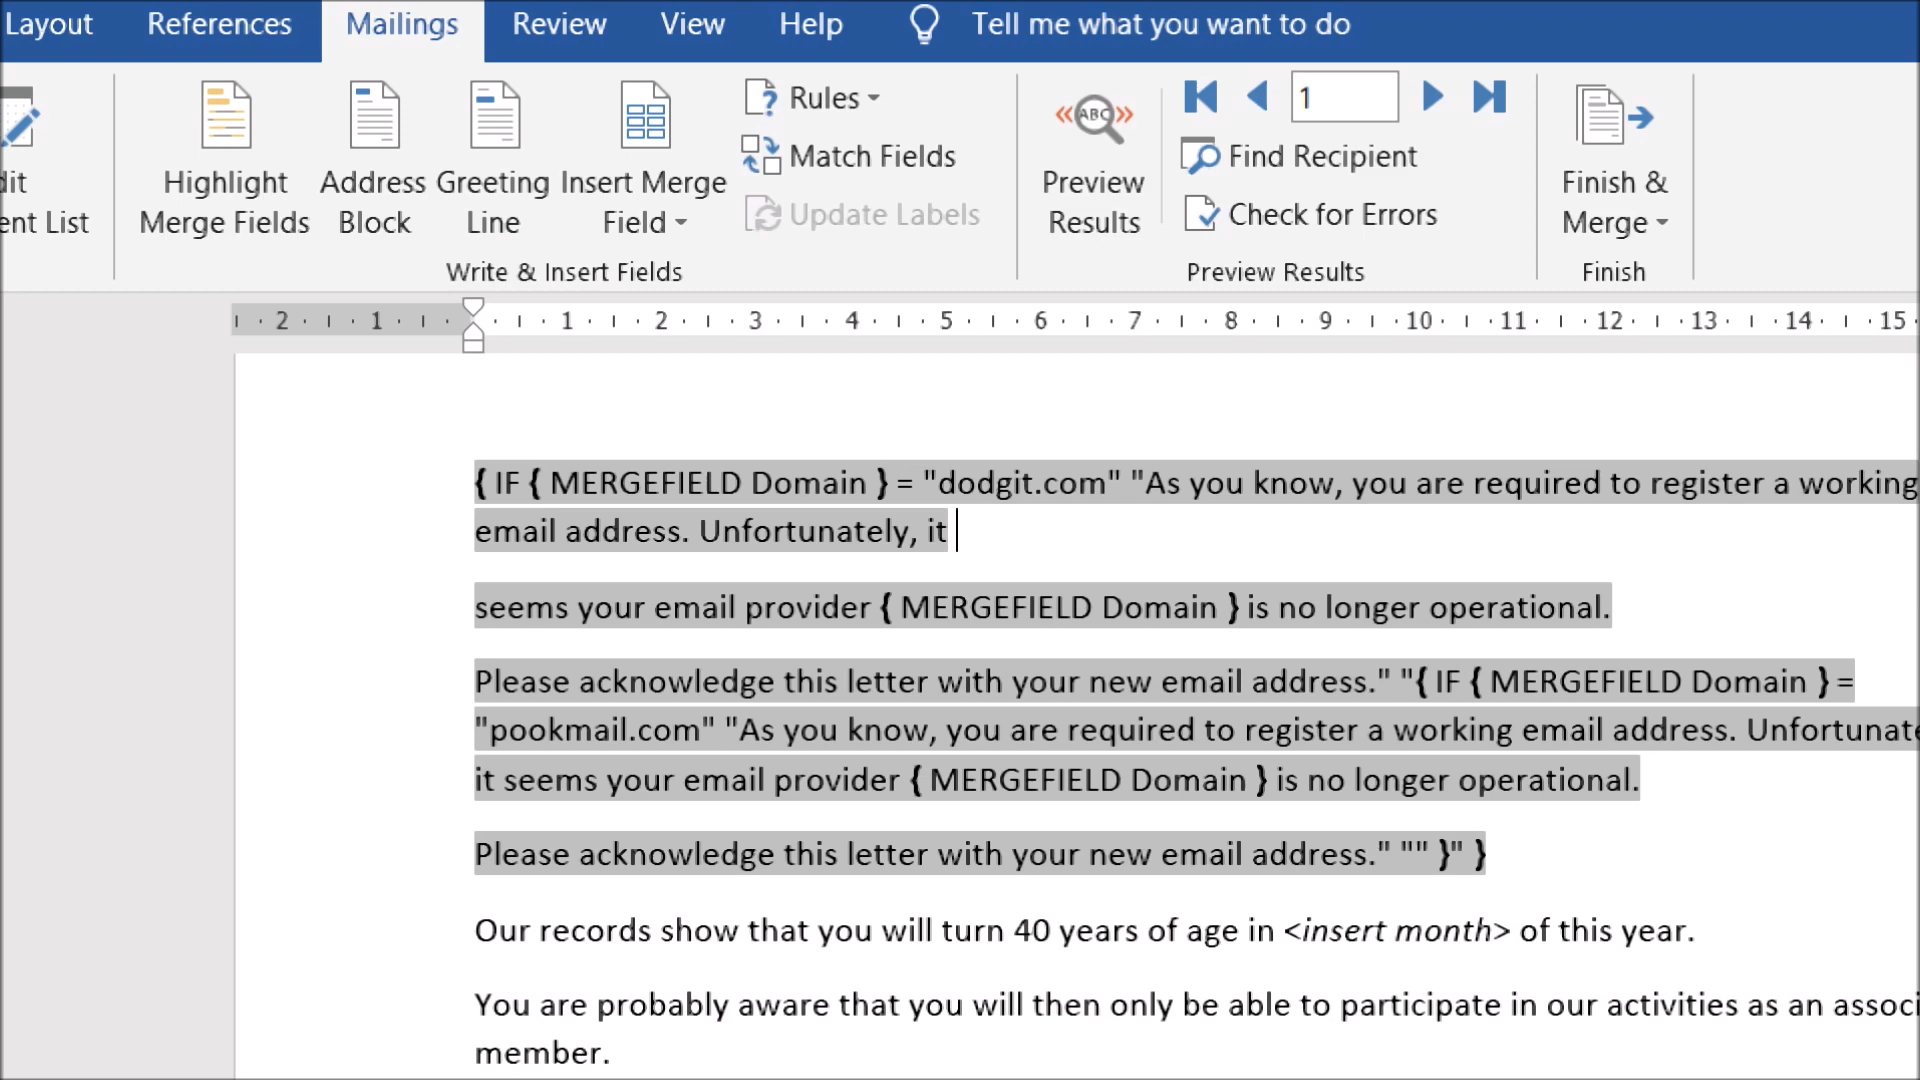 Layout References Mailings Review View Help Tell me what you want to do
dit
ent List
Highlight
Merge Fields
Address
Block
Greeting
Line
Insert Merge
Field
Rules
Match Fields
Update Labels
Write & Insert Fields
ABC
Preview
Results
1
Find Recipient
Check for Errors
Preview Results
Finish &
Merge
Finish
2 1 1 2 3 4 5 6 7 8 9 10 11 12 13 14 15
{ IF { MERGEFIELD Domain } = "dodgit.com" "As you know, you are required to register a working
email address. Unfortunately, it
seems your email provider { MERGEFIELD Domain } is no longer operational.
Please acknowledge this letter with your new email address." "{ IF { MERGEFIELD Domain } =
"pookmail.com" "As you know, you are required to register a working email address. Unfortunate
it seems your email provider { MERGEFIELD Domain } is no longer operational.
Please acknowledge this letter with your new email address." "" }" }
Our records show that you will turn 40 years of age in <insert month> of this year.
You are probably aware that you will then only be able to participate in our activities as an associ
member.